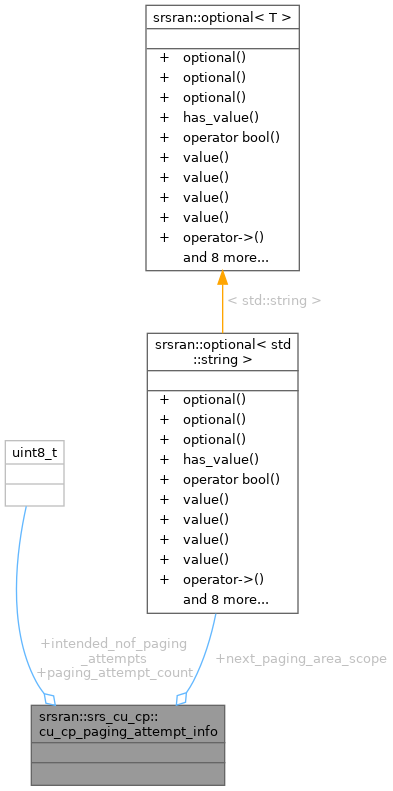 srsran::optional< T >
+ optional()
+ optional()
+ optional()
+ has_value()
+ operator bool()
+ value()
+ value()
+ value()
+ value()
+ operator->()
and 8 more...
< std::string >
srsran::optional< std
::string >
+ optional()
+ optional()
+ optional()
+ has_value()
+ operator bool()
+ value()
+ value()
+ value()
+ value()
+ operator->()
and 8 more...
uint8_t
+intended_nof_paging
_attempts
+paging_attempt_count
+next_paging_area_scope
srsran::srs_cu_cp::
cu_cp_paging_attempt_info